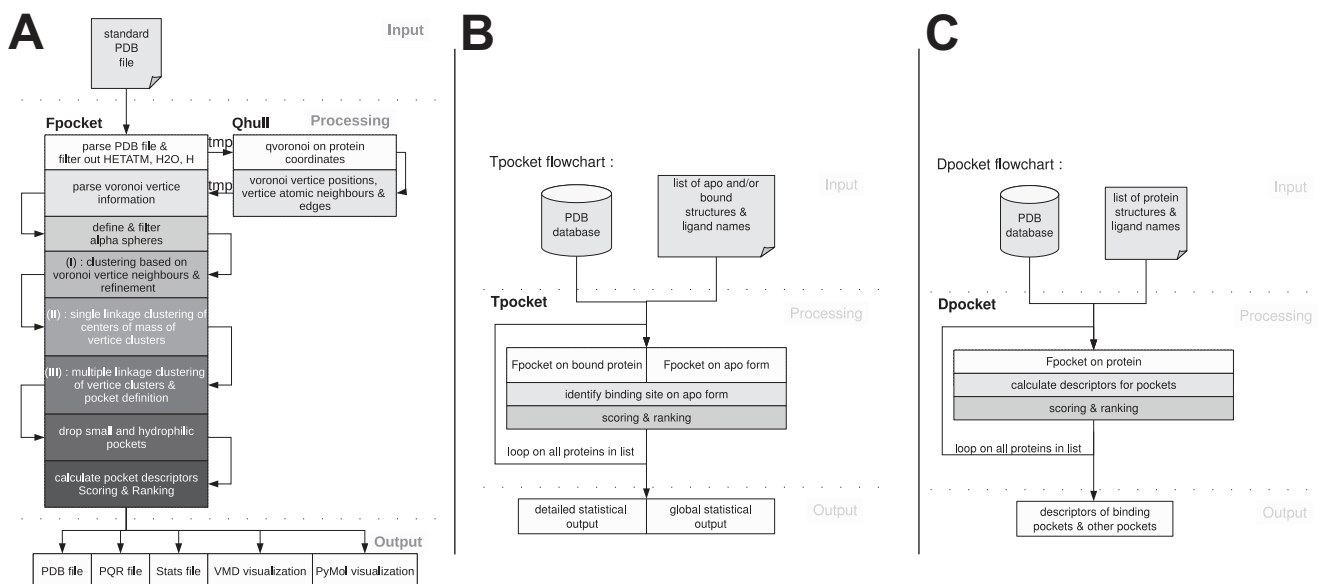 A
standard
PDB
file
Input
Fpocket
Qhull
Processing
parse PDB file &
filter out HETATM, H2O, H
tmp
qvoronoi on protein
coordinates
parse voronoi vertice
information
tmp
voronoi vertice positions,
vertice atomic neighbours &
edges
define & filter
alpha spheres
(I) : clustering based on
voronoi vertice neighbours &
refinement
(II) : single linkage clustering of
centers of mass of
vertice clusters
(III) : multiple linkage clustering
of vertice clusters &
pocket definition
drop small and hydrophilic
pockets
calculate pocket descriptors
Scoring & Ranking
Output
PDB file
PQR file
Stats file
VMD visualization
PyMol visualization
B
Tpocket flowchart :
Input
PDB
database
list of apo and/or
bound
structures &
ligand names
Tpocket
Processing
Fpocket on bound protein
Fpocket on apo form
identify binding site on apo form
scoring & ranking
loop on all proteins in list
Output
detailed statistical
output
global statistical
output
C
Dpocket flowchart :
Input
PDB
database
list of protein
structures &
ligand names
Dpocket
Processing
Fpocket on protein
calculate descriptors for pockets
scoring & ranking
loop on all proteins in list
Output
descriptors of binding
pockets & other pockets